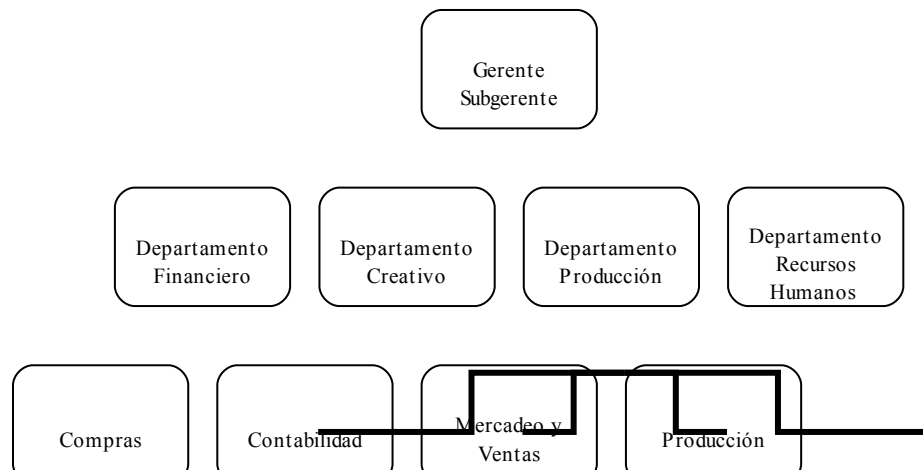 Gerente
Subgerente
Departamento
Financiero
Departamento
Creativo
Departamento
Producción
Departamento
Recursos
Humanos
Compras
Contabilidad
Mercadeo y
Ventas
Producción